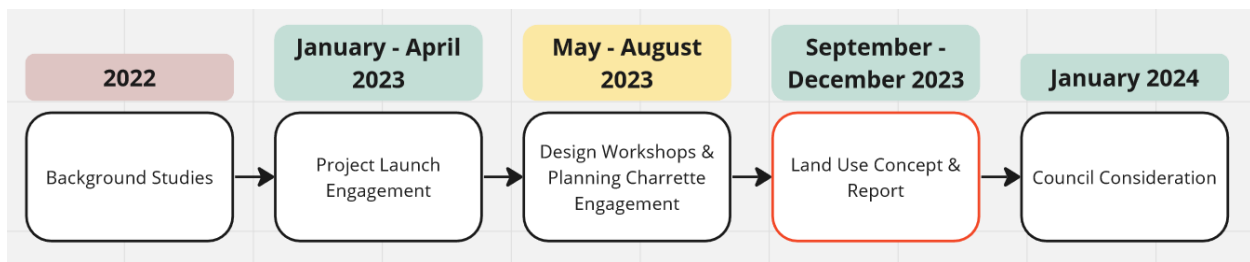 2022
January - April
2023
May - August
2023
September -
December 2023
January 2024
Background Studies
Project Launch
Engagement
Design Workshops &
Planning Charrette
Engagement
Land Use Concept &
Report
Council Consideration